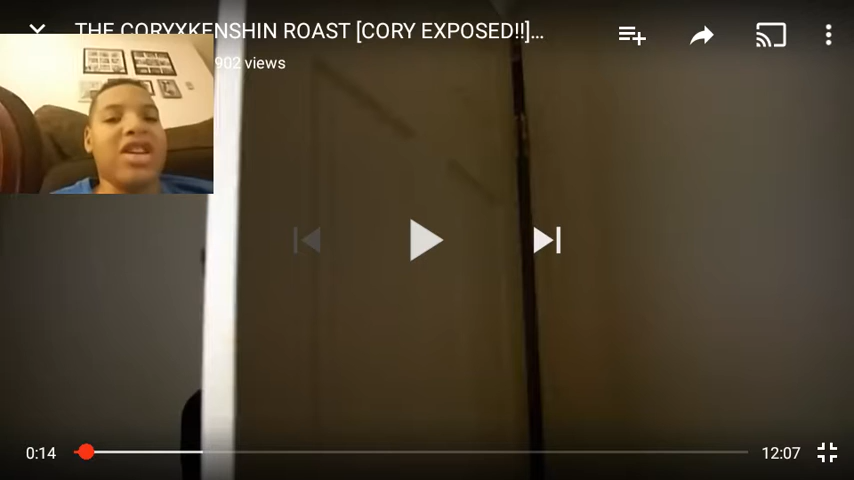 THE CORYXKENSHIN ROAST [CORY EXPOSED!!]...
902 views
0:14
12:07